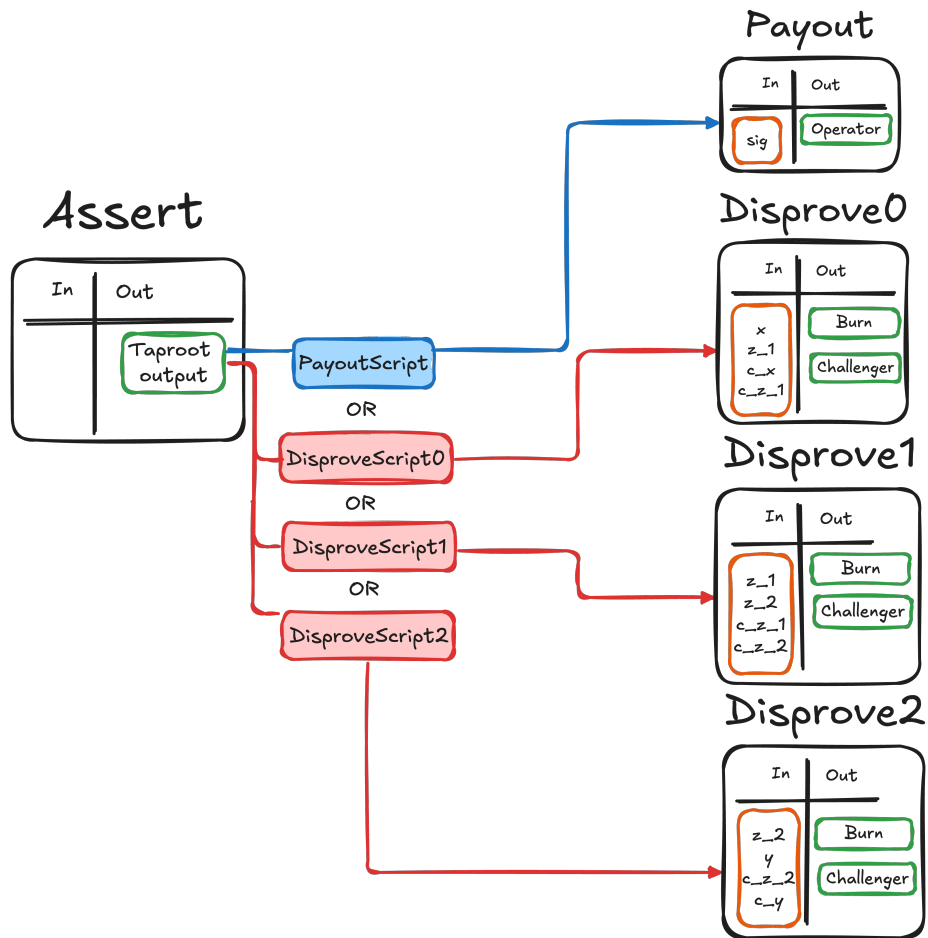 Payout
In Out
sig
Operator
Assert
In Out
Taproot
output
PayoutScript
OR
DisproveScript0
OR
DisproveScript1
OR
DisproveScript2
Disprove0
In Out
x
z_1
c_x
c_z_1
Burn
Challenger
Disprove1
In Out
z_1
z_2
c_z_1
c_z_2
Burn
Challenger
Disprove2
In Out
z_2
y
c_z_2
c_y
Burn
Challenger